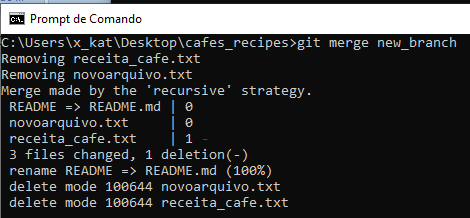 Prompt de Comando
C:\Users\x_kat\Desktop\cafes_recipes>git merge new_branch
Removing receita_cafe.txt
Removing novoarquivo.txt
Merge made by the 'recursive' strategy.
README => README.md | 0
novoarquivo.txt | 0
receita_cafe.txt | 1 -
3 files changed, 1 deletion(-)
rename README => README.md (100%)
delete mode 100644 novoarquivo.txt
delete mode 100644 receita_cafe.txt